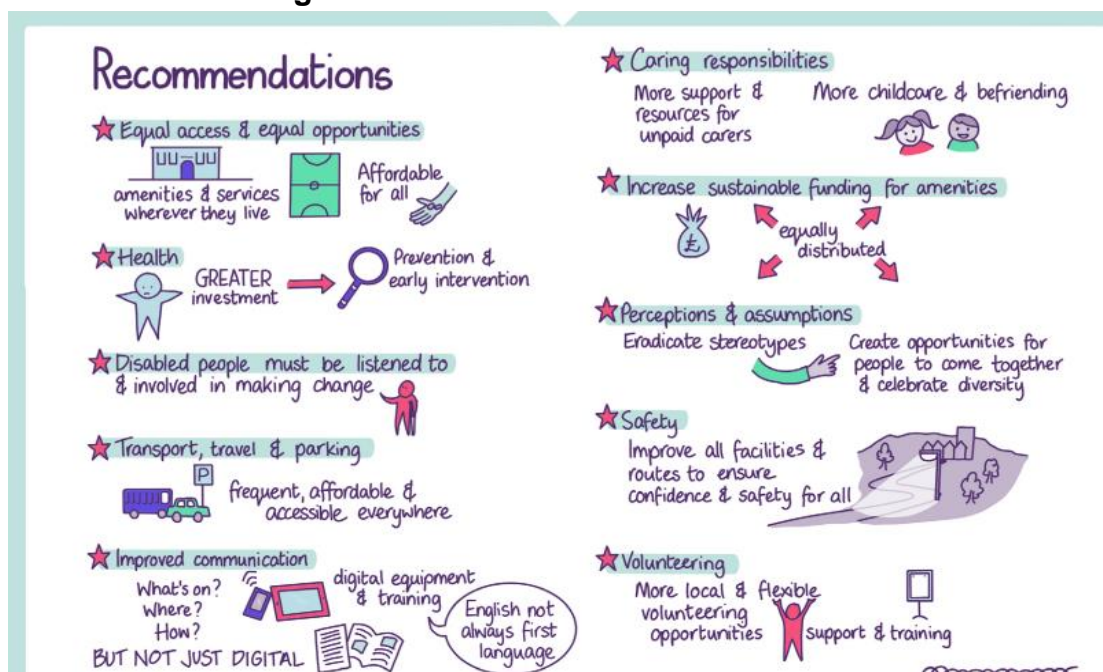 Recommendations
Equal access & equal opportunities
amenities & services
wherever they live
Affordable
for all
Health
GREATER
investment
Prevention &
early intervention
Disabled people must be listened to
& involved in making change
Transport, travel & parking
P
frequent, affordable &
accessible everywhere
Improved communication
What's on?
Where?
How?
BUT NOT JUST DIGITAL
digital equipment
& training
English not
always first
language
Caring responsibilities
More support &
resources for
unpaid carers
More childcare & befriending
Increase sustainable funding for amenities
£
equally
distributed
Perceptions & assumptions
Eradicate stereotypes
Create opportunities for
people to come together
& celebrate diversity
Safety
Improve all facilities &
routes to ensure
confidence & safety for all
Volunteering
More local & flexible
volunteering
opportunities
support & training